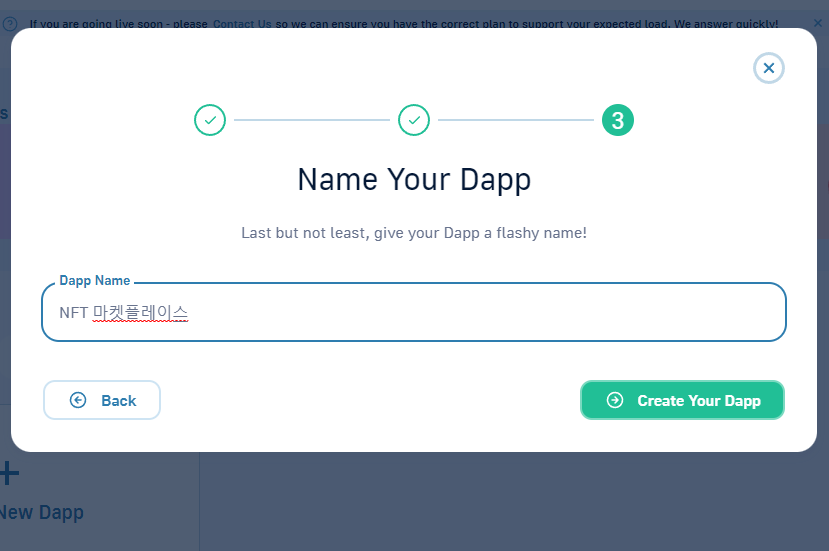 If you are going live soon - please Contact Us so we can ensure you have the correct plan to support your expected load. We answer quickly!
3
Name Your Dapp
Last but not least, give your Dapp a flashy name!
Dapp Name
NFT 마켓플레이스
Back
Create Your Dapp
New Dapp